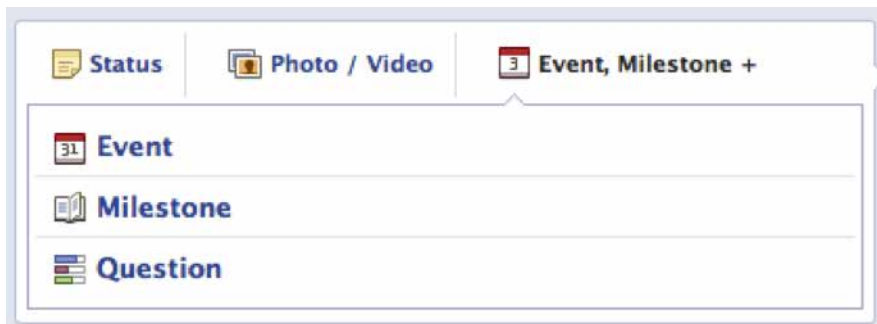 Status Photo / Video 3 Event, Milestone +
31 Event
Milestone
Question